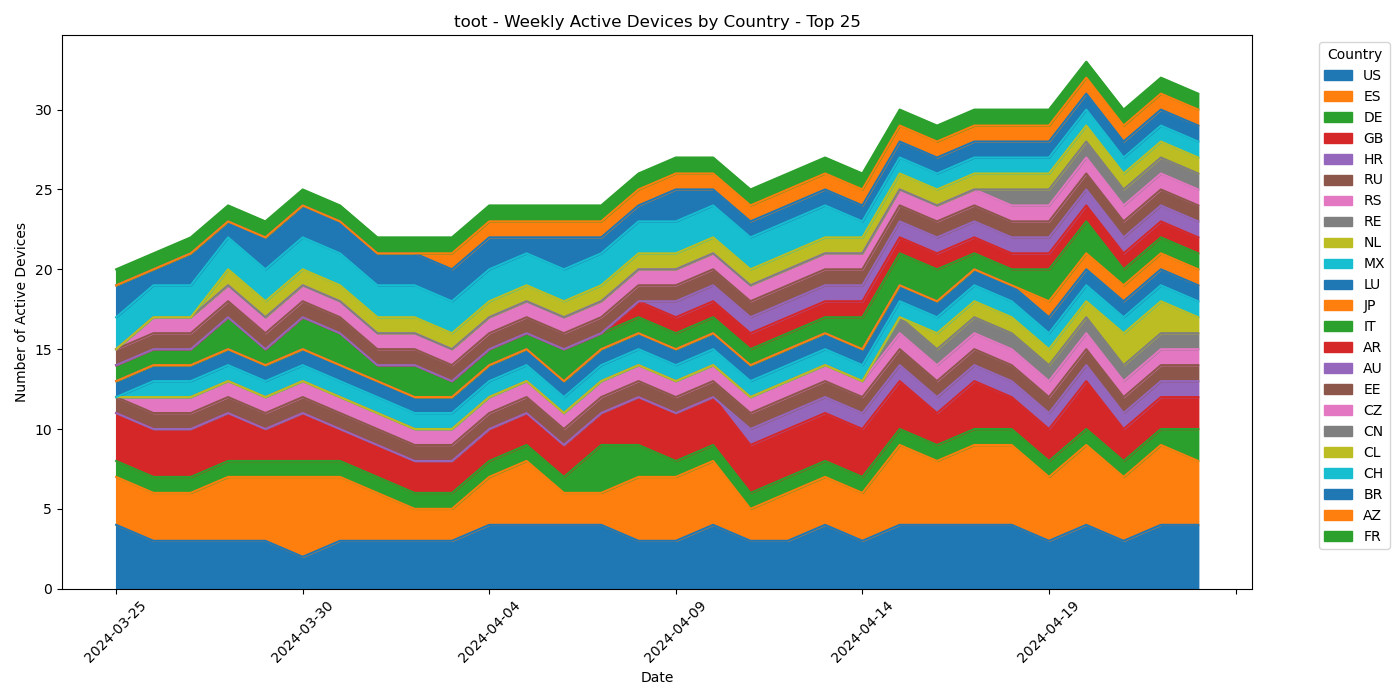 toot - Weekly Active Devices by Country - Top 25
Number of Active Devices
30
25
20
15
10
5
0
2024-03-25
2024-03-30
2024-04-04
2024-04-09
2024-04-14
2024-04-19
Date
Country
US
ES
DE
GB
HR
RU
RS
RE
NL
MX
LU
JP
IT
AR
AU
EE
CZ
CN
CL
CH
BR
AZ
FR